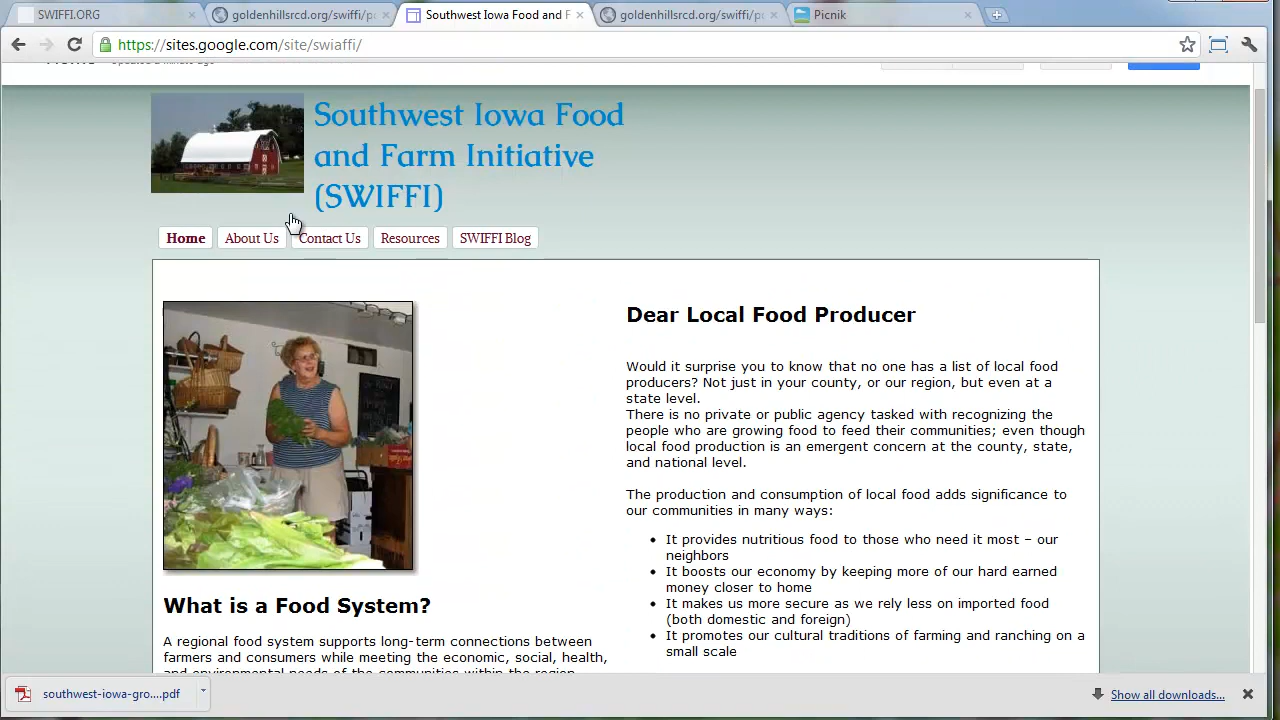 SWIFFI.ORG
goldenhillsrcd.org/swiffi/p
Southwest Iowa Food and F
goldenhillsrcd.org/swiffi/pu
Picnik
https://sites.google.com/site/swiaffi/
Southwest Iowa Food
and Farm Initiative
(SWIFFI)
Home About Us Contact Us Resources SWIFFI Blog
Dear Local Food Producer
Would it surprise you to know that no one has a list of local food
producers? Not just in your county, or our region, but even at a
state level.
There is no private or public agency tasked with recognizing the
people who are growing food to feed their communities; even though
local food production is an emergent concern at the county, state,
and national level.
The production and consumption of local food adds significance to
our communities in many ways:
• It provides nutritious food to those who need it most – our
neighbors
• It boosts our economy by keeping more of our hard earned
money closer to home
• It makes us more secure as we rely less on imported food
(both domestic and foreign)
• It promotes our cultural traditions of farming and ranching on a
small scale
What is a Food System?
A regional food system supports long-term connections between
farmers and consumers while meeting the economic, social, health,
and environmental needs of the communities within the region
southwest-iowa-gro....pdf
Show all downloads...